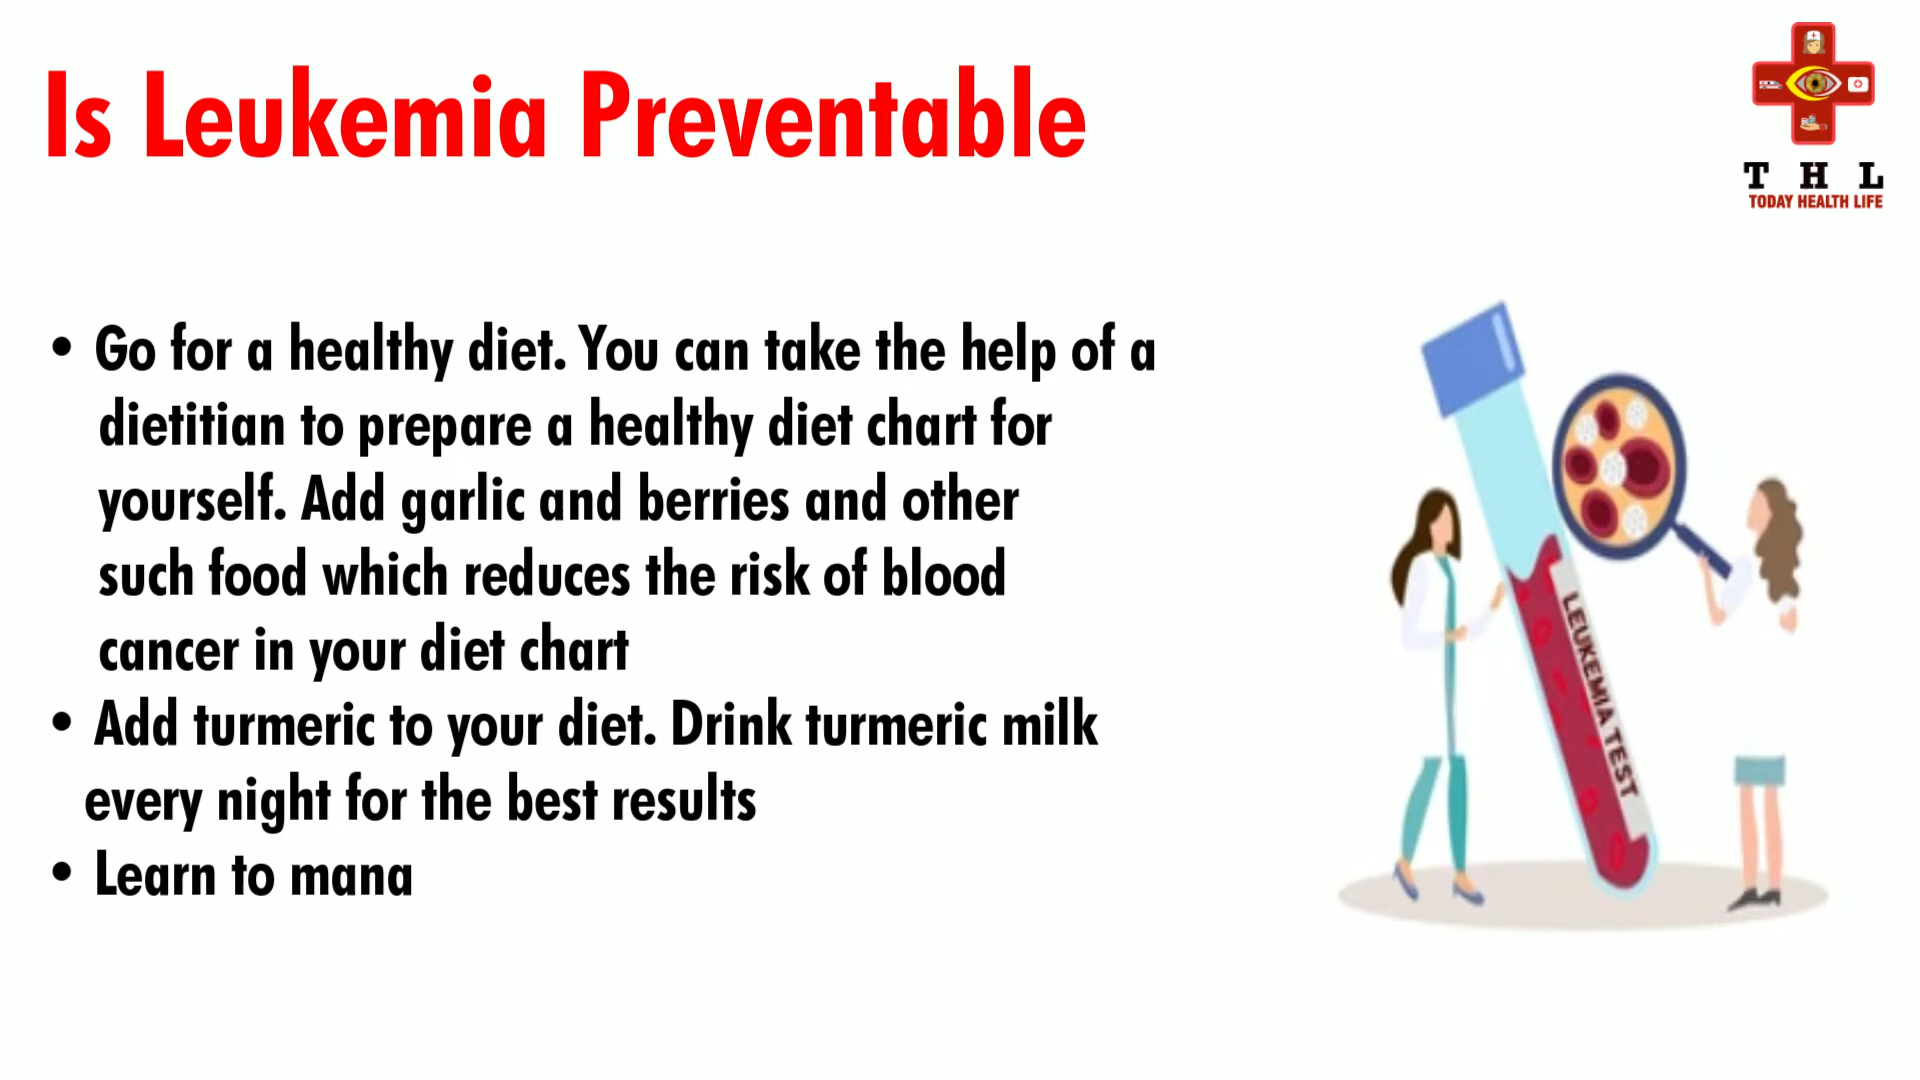 Is Leukemia Preventable
T H L
TODAY HEALTH LIFE
• Go for a healthy diet. You can take the help of a
dietitian to prepare a healthy diet chart for
yourself. Add garlic and berries and other
such food which reduces the risk of blood
cancer in your diet chart
• Add turmeric to your diet. Drink turmeric milk
every night for the best results
• Learn to mana
LEUKEMIA TEST